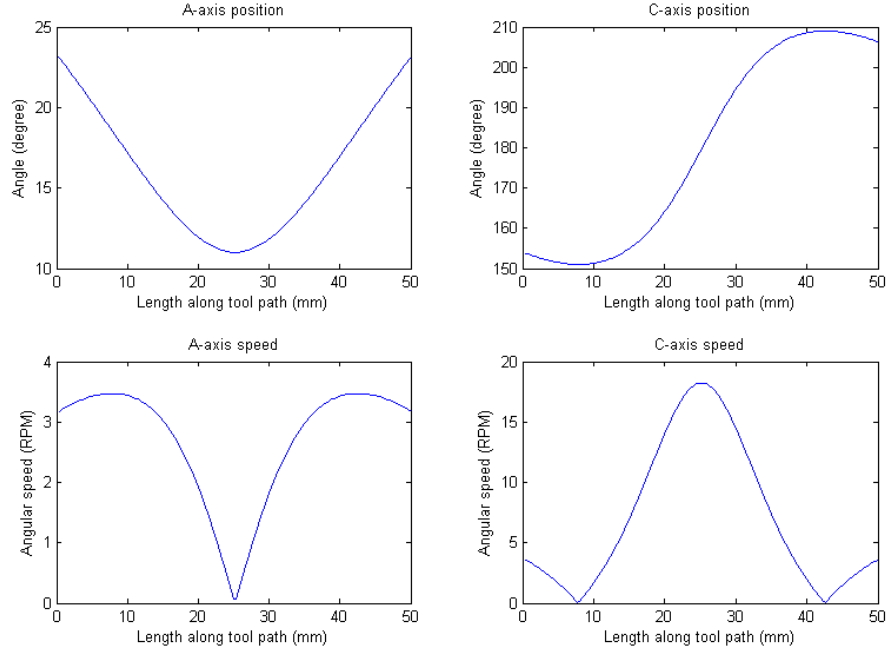 A-axis position
25
20
15
10
Angle (degree)
0 10 20 30 40 50
Length along tool path (mm)
C-axis position
210
200
190
180
170
160
150
Angle (degree)
0 10 20 30 40 50
Length along tool path (mm)
A-axis speed
4
3
2
1
0
Angular speed (RPM)
0 10 20 30 40 50
Length along tool path (mm)
C-axis speed
20
15
10
5
0
Angular speed (RPM)
0 10 20 30 40 50
Length along tool path (mm)